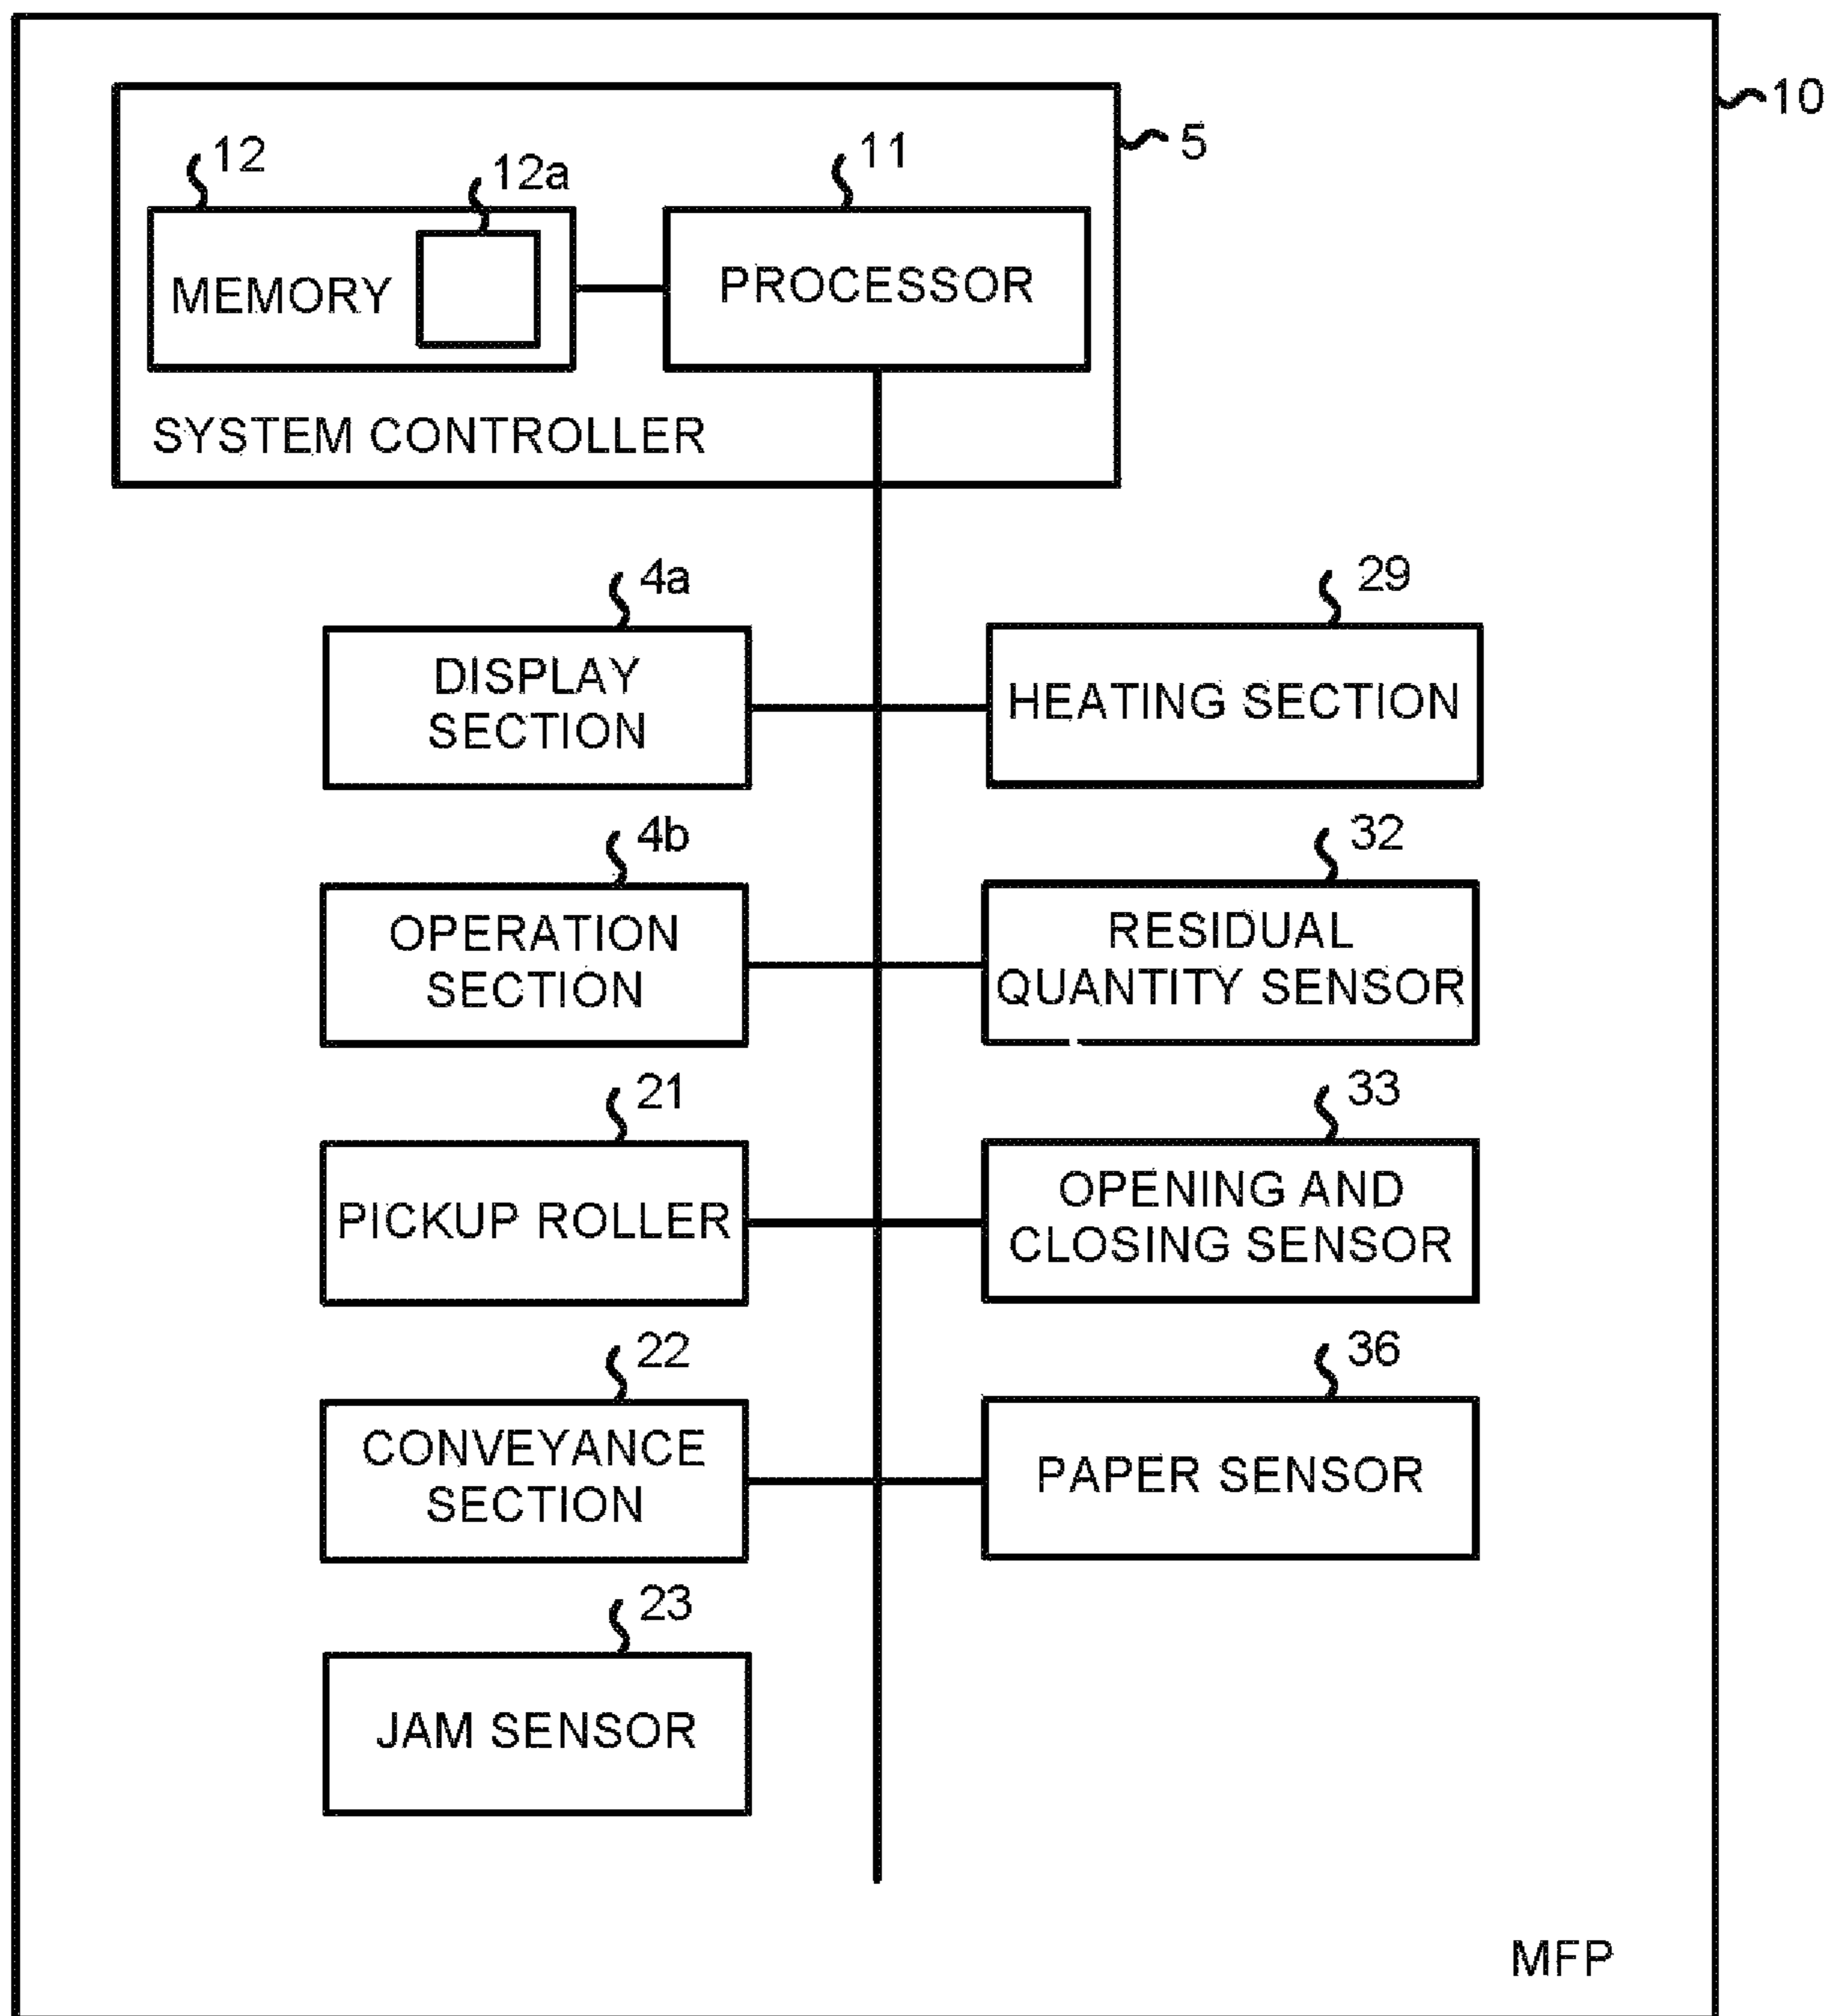 10
5
12
12a
11
MEMORY
PROCESSOR
SYSTEM CONTROLLER
4a
DISPLAY
SECTION
29
HEATING SECTION
4b
OPERATION
SECTION
32
RESIDUAL
QUANTITY SENSOR
21
PICKUP ROLLER
33
OPENING AND
CLOSING SENSOR
22
CONVEYANCE
SECTION
36
PAPER SENSOR
23
JAM SENSOR
MFP